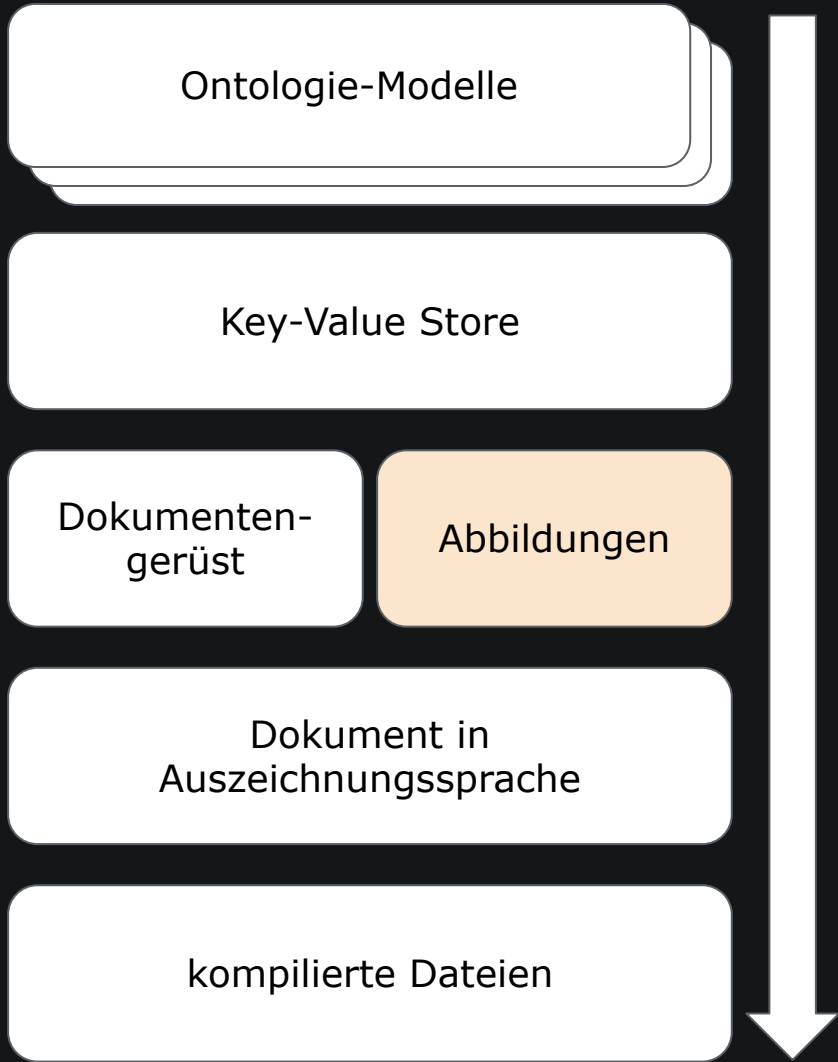 Ontologie-Modelle
Key-Value Store
Dokumenten-
gerüst
Abbildungen
Dokument in
Auszeichnungssprache
kompilierte Dateien